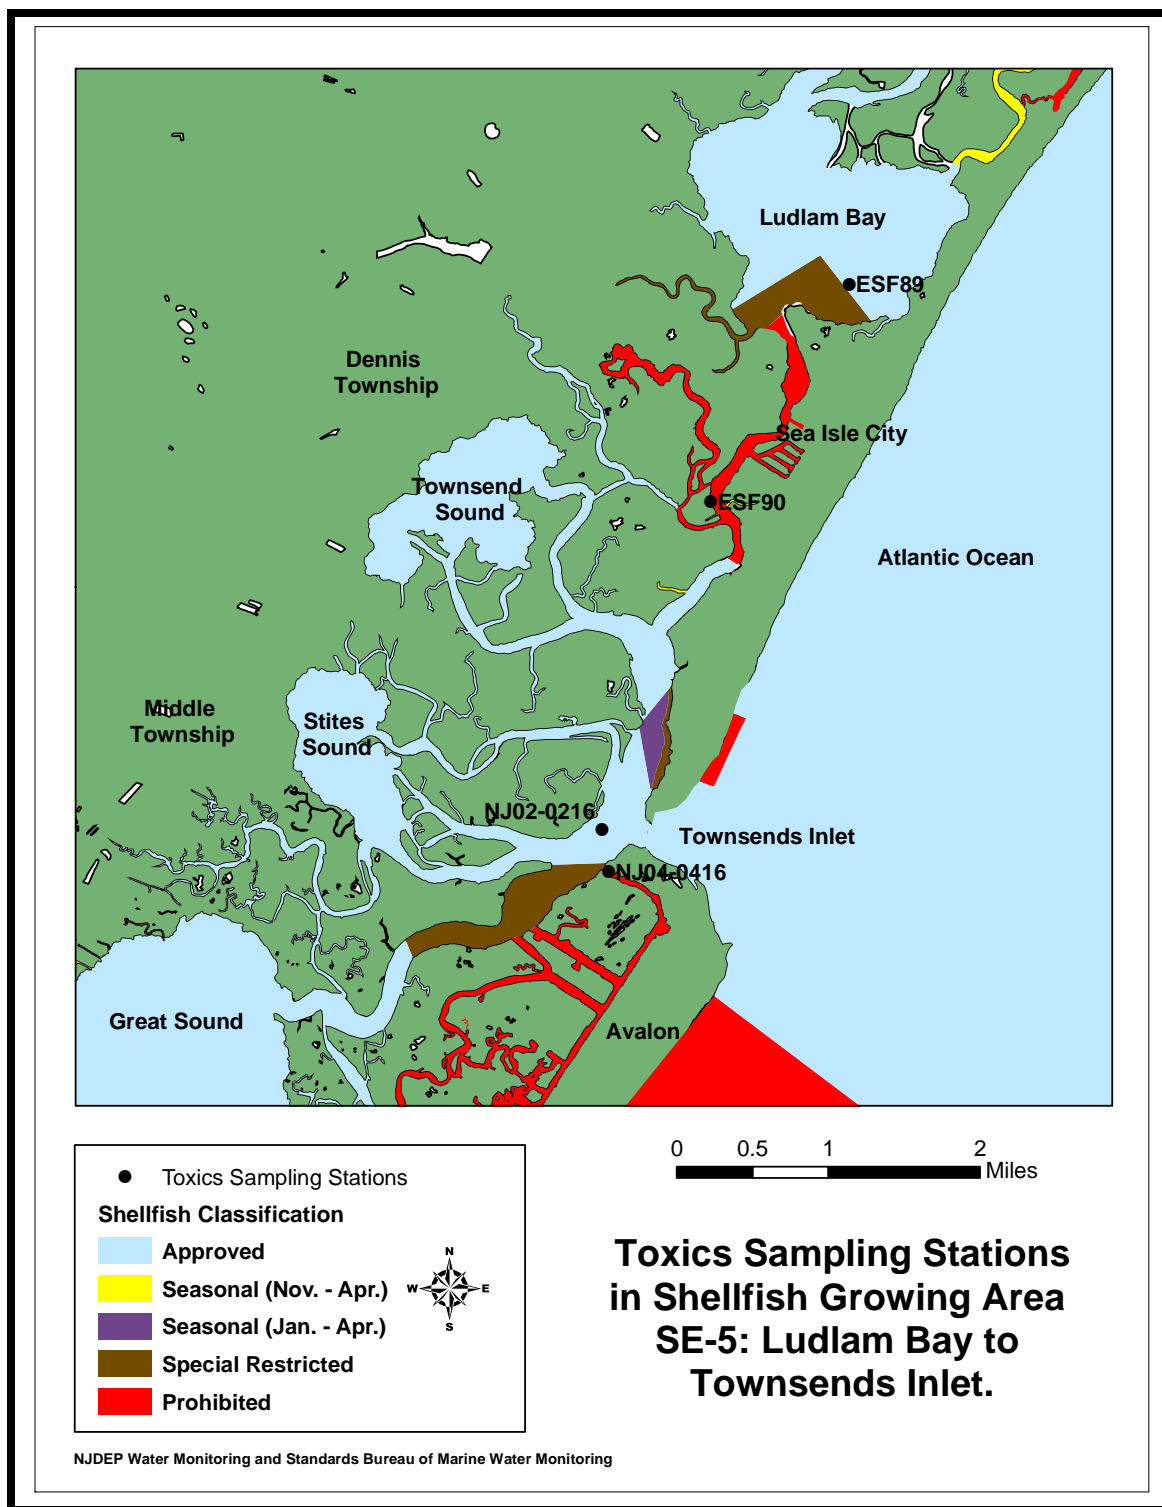 Ludlam Bay
ESF89
Dennis
Township
Sea Isle City
Townsend
Sound
ESF90
Atlantic Ocean
Middle
Township
Stites
Sound
NJ02-0216
Townsends Inlet
NJ04-0416
Great Sound
Avalon
Toxics Sampling Stations
Shellfish Classification
Approved
Seasonal (Nov. - Apr.)
Seasonal (Jan. - Apr.)
Special Restricted
Prohibited
N
W E
S
0 0.5 1 2
Miles
Toxics Sampling Stations
in Shellfish Growing Area
SE-5: Ludlam Bay to
Townsends Inlet.
NJDEP Water Monitoring and Standards Bureau of Marine Water Monitoring